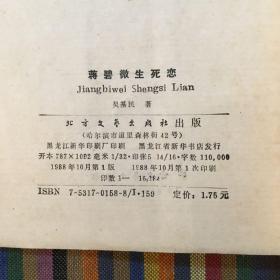 蒋碧微生死恋
Jiangbiwei Shengsi Lian
吴基民 著
北方文艺出版社出版
(哈尔滨市道里森林街42号)
黑龙江新华印刷厂印刷 黑龙江省新华书店发行
开本787×1092毫米1/32·印张5 14/16·字数110,000
1988年10月第1版 1988年10月第1次印刷
印数1—
ISBN 7-5317-0158-8/I·159 定价：1.75元